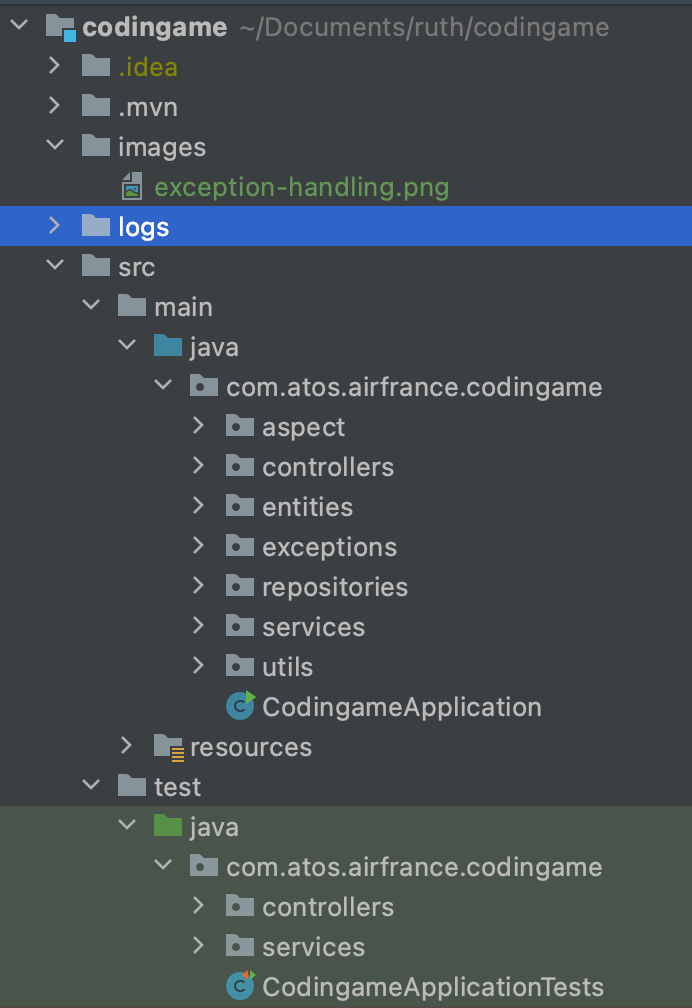 codingame ~/Documents/ruth/codingame
.idea
.mvn
images
exception-handling.png
logs
src
main
java
com.atos.airfrance.codingame
aspect
controllers
entities
exceptions
repositories
services
utils
CodingameApplication
resources
test
java
com.atos.airfrance.codingame
controllers
services
CodingameApplicationTests